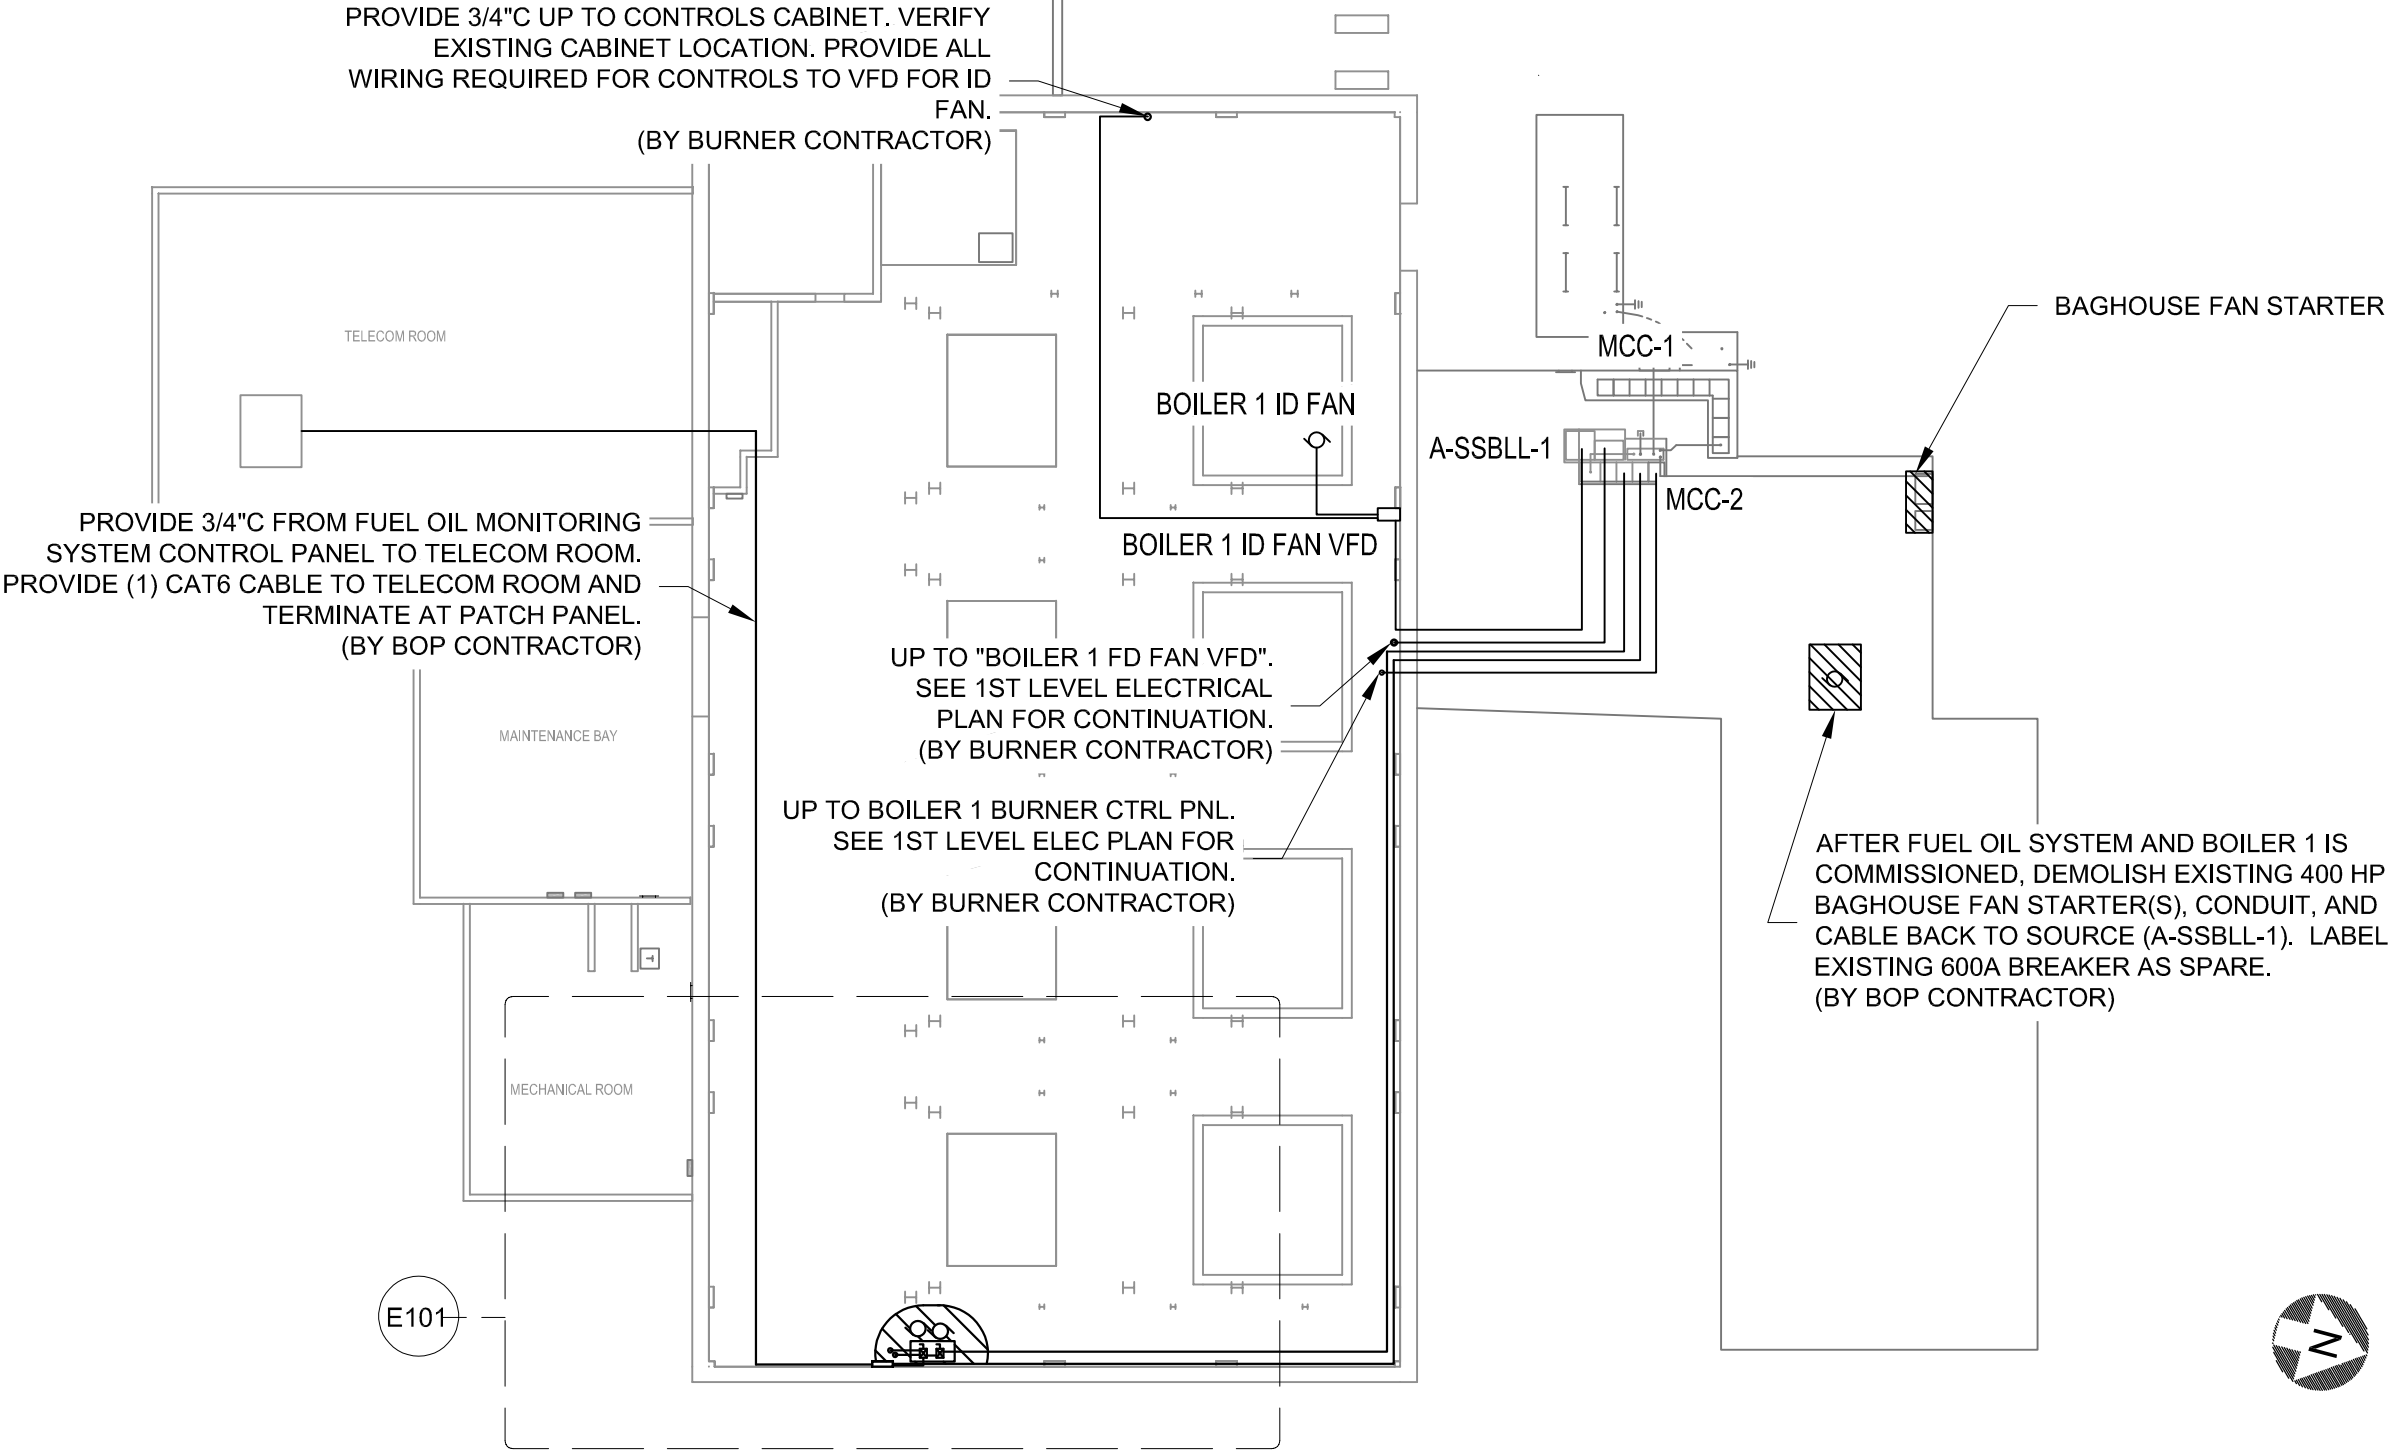 PROVIDE 3/4"C UP TO CONTROLS CABINET. VERIFY
EXISTING CABINET LOCATION. PROVIDE ALL
WIRING REQUIRED FOR CONTROLS TO VFD FOR ID
FAN.
(BY BURNER CONTRACTOR)
TELECOM ROOM
BAGHOUSE FAN STARTER
MCC-1
BOILER 1 ID FAN
A-SSBLL-1
MCC-2
BOILER 1 ID FAN VFD
PROVIDE 3/4"C FROM FUEL OIL MONITORING
SYSTEM CONTROL PANEL TO TELECOM ROOM.
PROVIDE (1) CAT6 CABLE TO TELECOM ROOM AND
TERMINATE AT PATCH PANEL.
(BY BOP CONTRACTOR)
UP TO "BOILER 1 FD FAN VFD".
SEE 1ST LEVEL ELECTRICAL
PLAN FOR CONTINUATION.
(BY BURNER CONTRACTOR)
MAINTENANCE BAY
UP TO BOILER 1 BURNER CTRL PNL.
SEE 1ST LEVEL ELEC PLAN FOR
CONTINUATION.
(BY BURNER CONTRACTOR)
AFTER FUEL OIL SYSTEM AND BOILER 1 IS
COMMISSIONED, DEMOLISH EXISTING 400 HP
BAGHOUSE FAN STARTER(S), CONDUIT, AND
CABLE BACK TO SOURCE (A-SSBLL-1).  LABEL
EXISTING 600A BREAKER AS SPARE.
(BY BOP CONTRACTOR)
T
MECHANICAL ROOM
E101
N